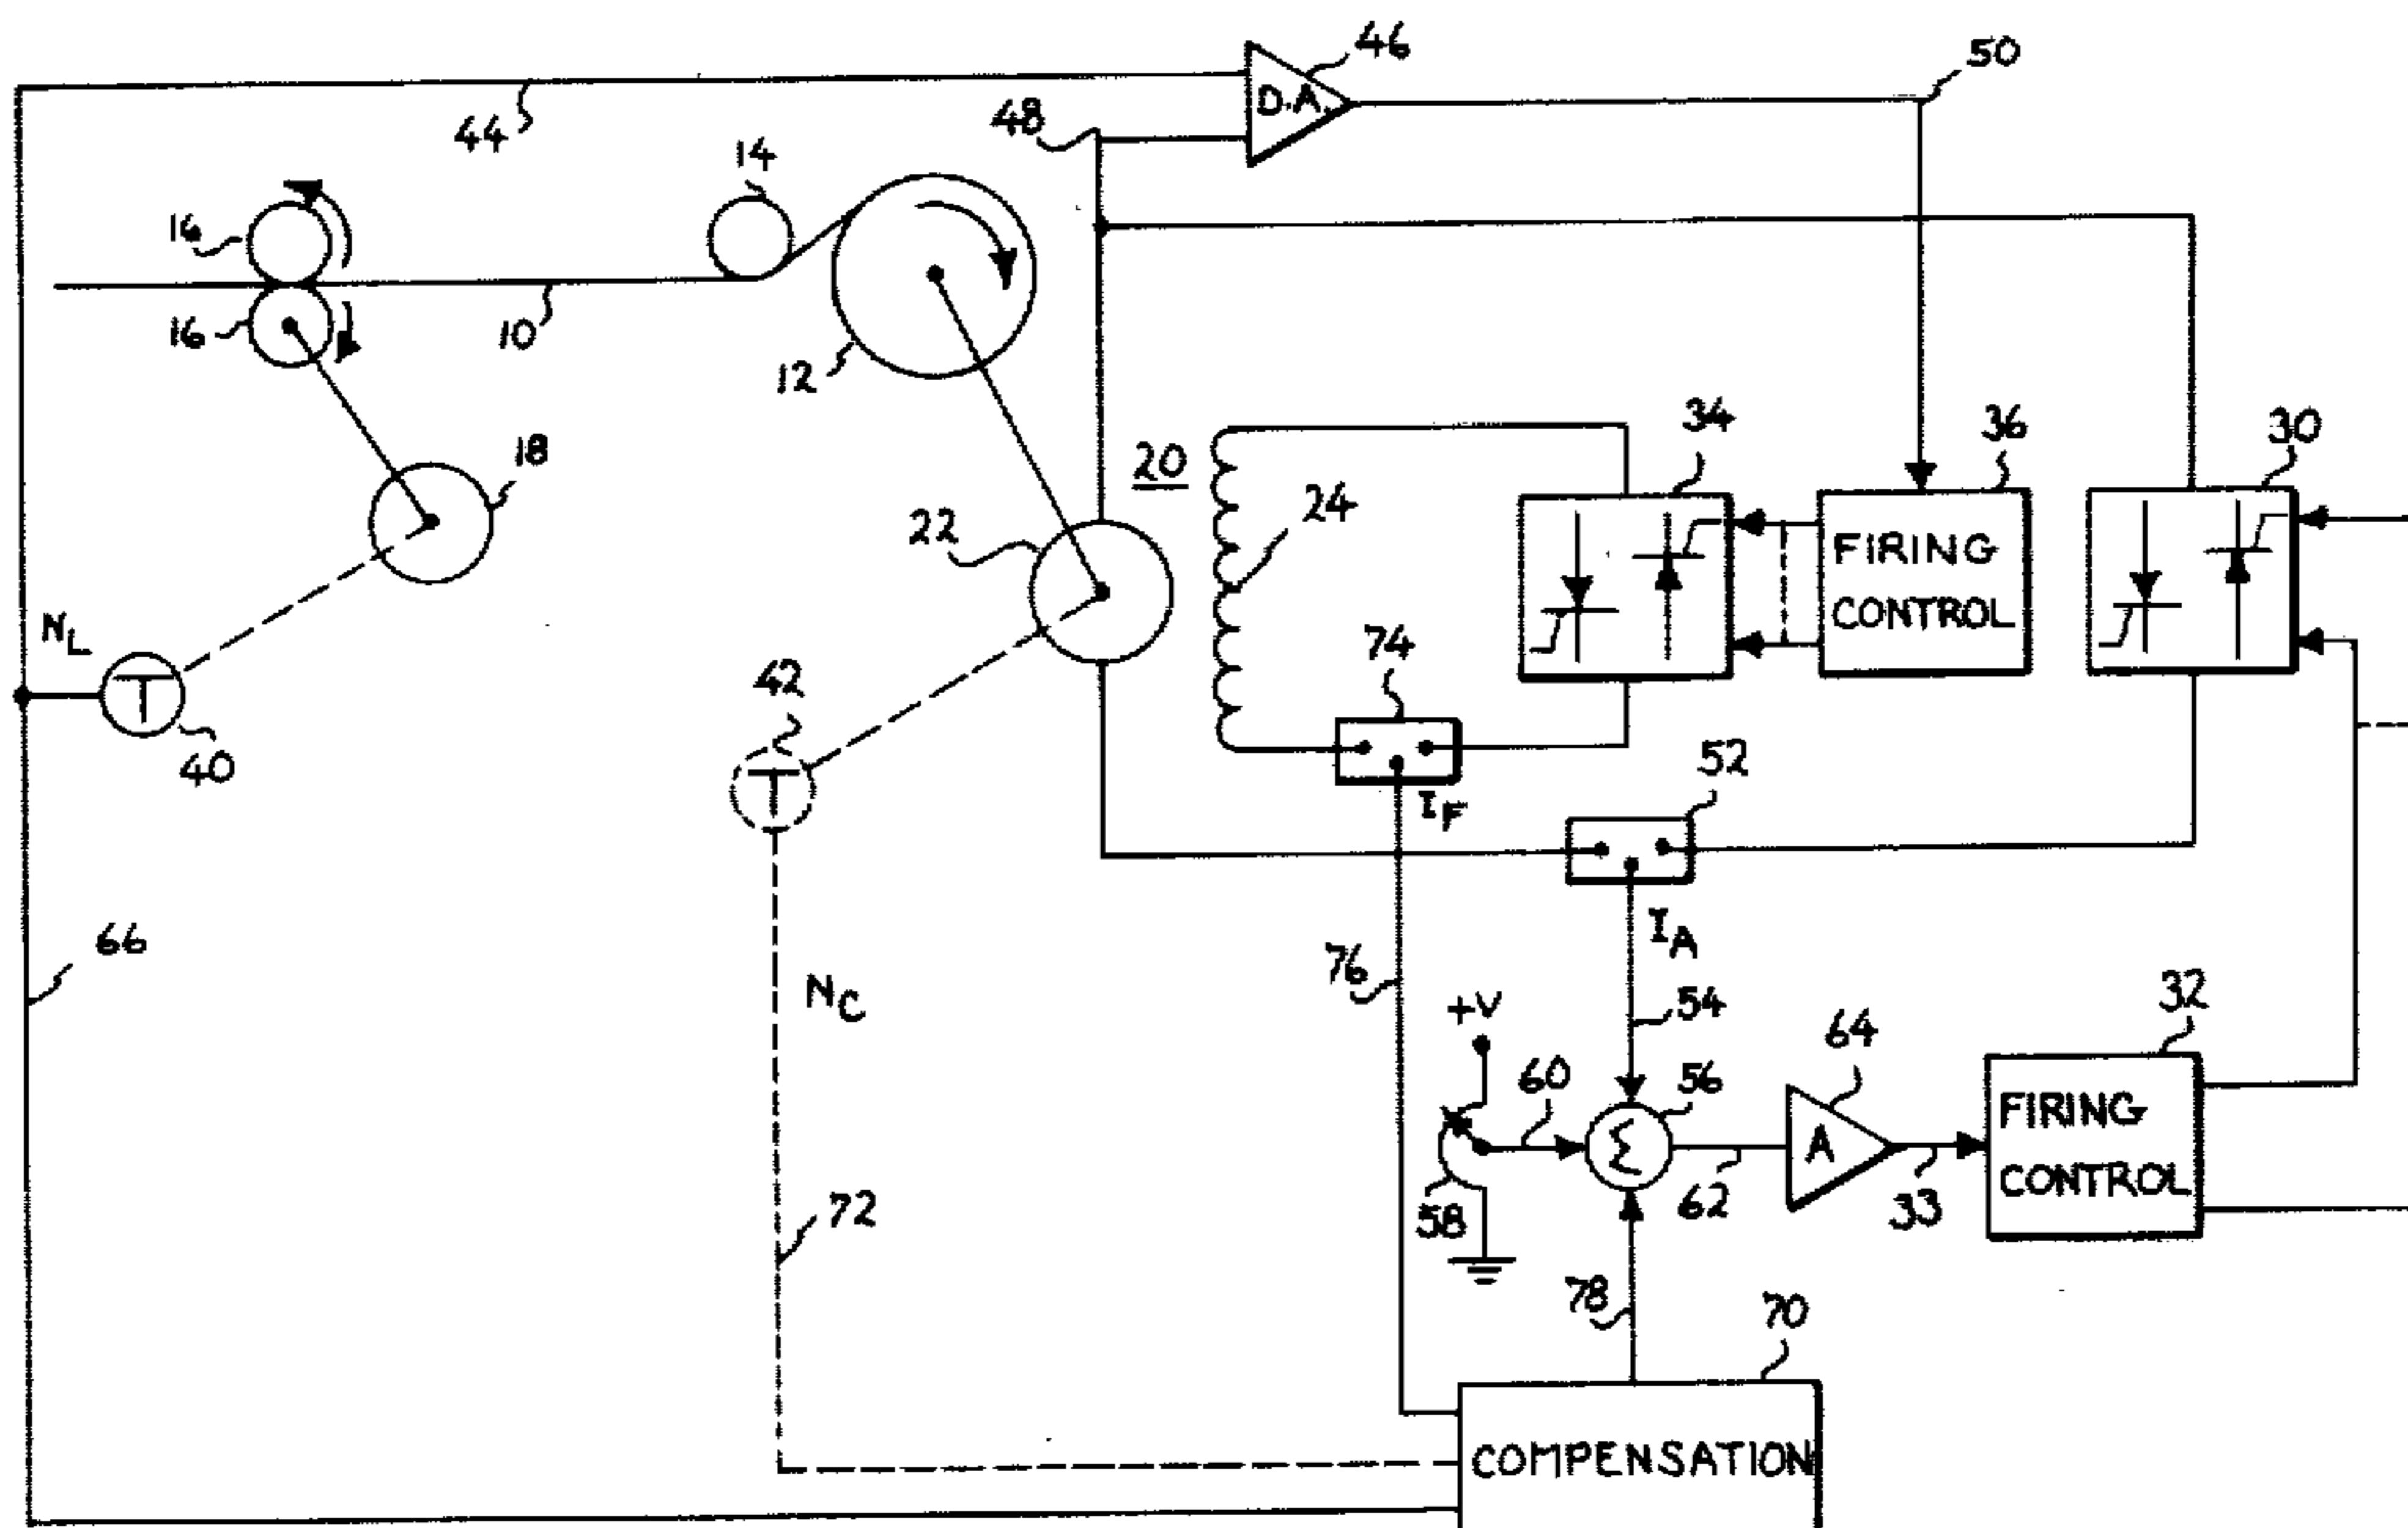 46
50
D.A.
44
48
14
16
16
10
12
18
20
22
24
34
36
30
FIRING
CONTROL
N_L
40
42
74
I_F
52
66
N_C
76
I_A
54
+V
60
56
64
32
Σ
A
FIRING
CONTROL
58
62
33
72
78
70
COMPENSATION
T
T